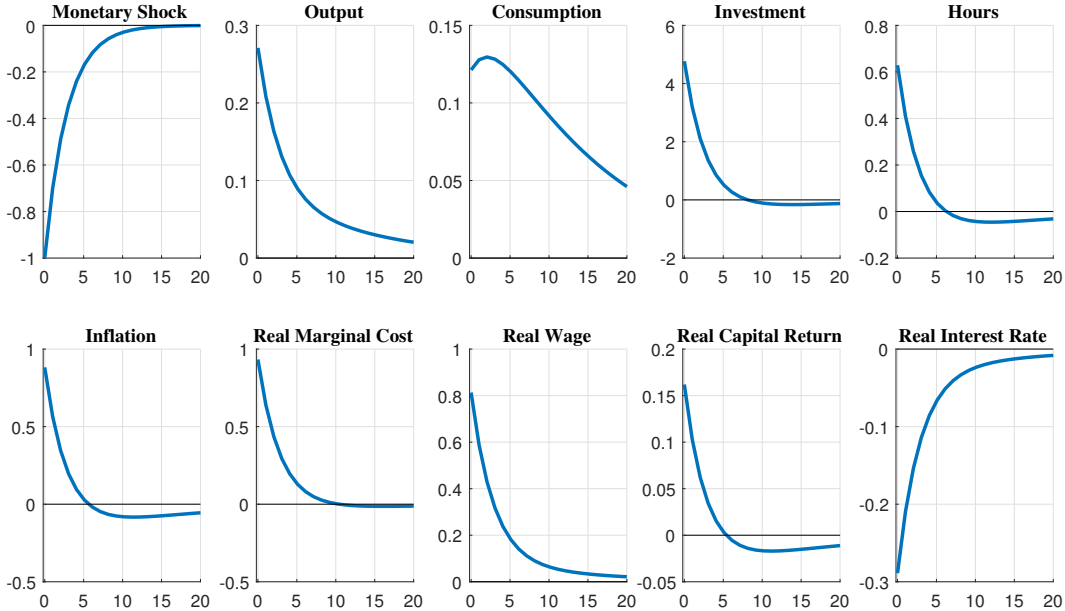 Monetary Shock
0
-0.2
-0.4
-0.6
-0.8
-1
0 5 10 15 20
Output
0.3
0.2
0.1
0
0 5 10 15 20
Consumption
0.15
0.1
0.05
0
0 5 10 15 20
Investment
6
4
2
0
-2
0 5 10 15 20
Hours
0.8
0.6
0.4
0.2
0
-0.2
0 5 10 15 20
Inflation
1
0.5
0
-0.5
0 5 10 15 20
Real Marginal Cost
1
0.5
0
-0.5
0 5 10 15 20
Real Wage
1
0.8
0.6
0.4
0.2
0
0 5 10 15 20
Real Capital Return
0.2
0.15
0.1
0.05
0
-0.05
0 5 10 15 20
Real Interest Rate
0
-0.1
-0.2
-0.3
0 5 10 15 20